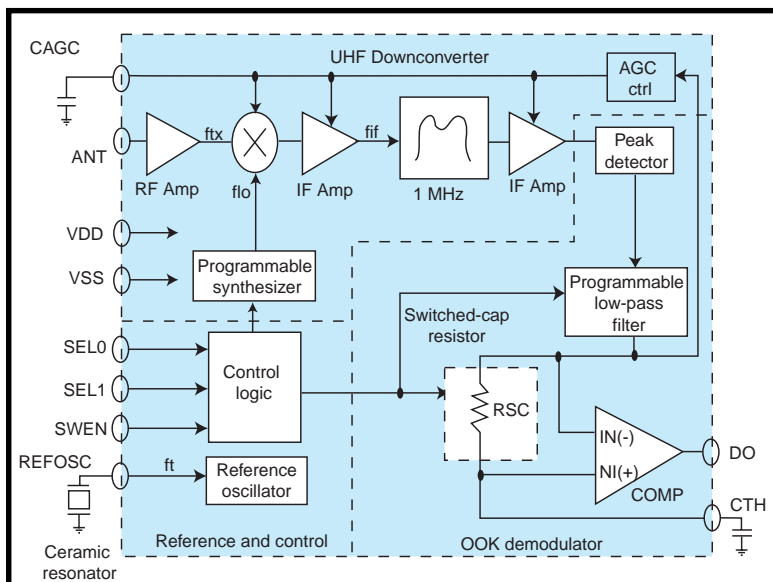 CAGC
UHF Downconverter
AGC
ctrl
ANT
RF Amp
ftx
flo
IF Amp
fif
1 MHz
IF Amp
Peak
detector
VDD
VSS
Programmable
synthesizer
Programmable
low-pass
filter
Switched-cap
resistor
SEL0
SEL1
SWEN
Control
logic
RSC
IN(-)
NI(+)
COMP
DO
REFOSC
ft
Reference
oscillator
CTH
Ceramic
resonator
Reference and control
OOK demodulator